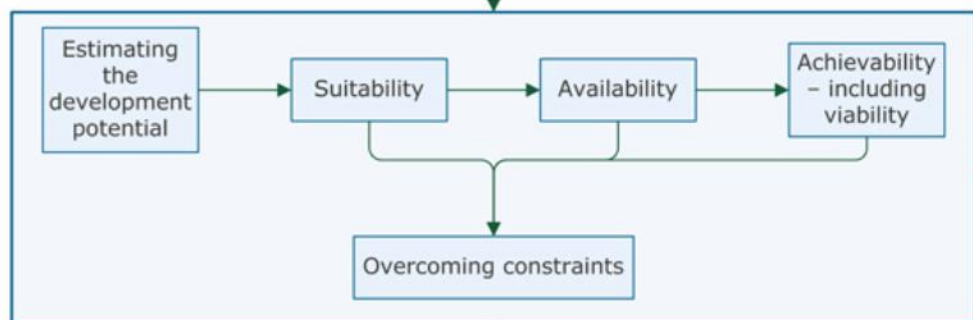 Estimating
the
development
potential
Suitability
Availability
Achievability
– including
viability
Overcoming constraints